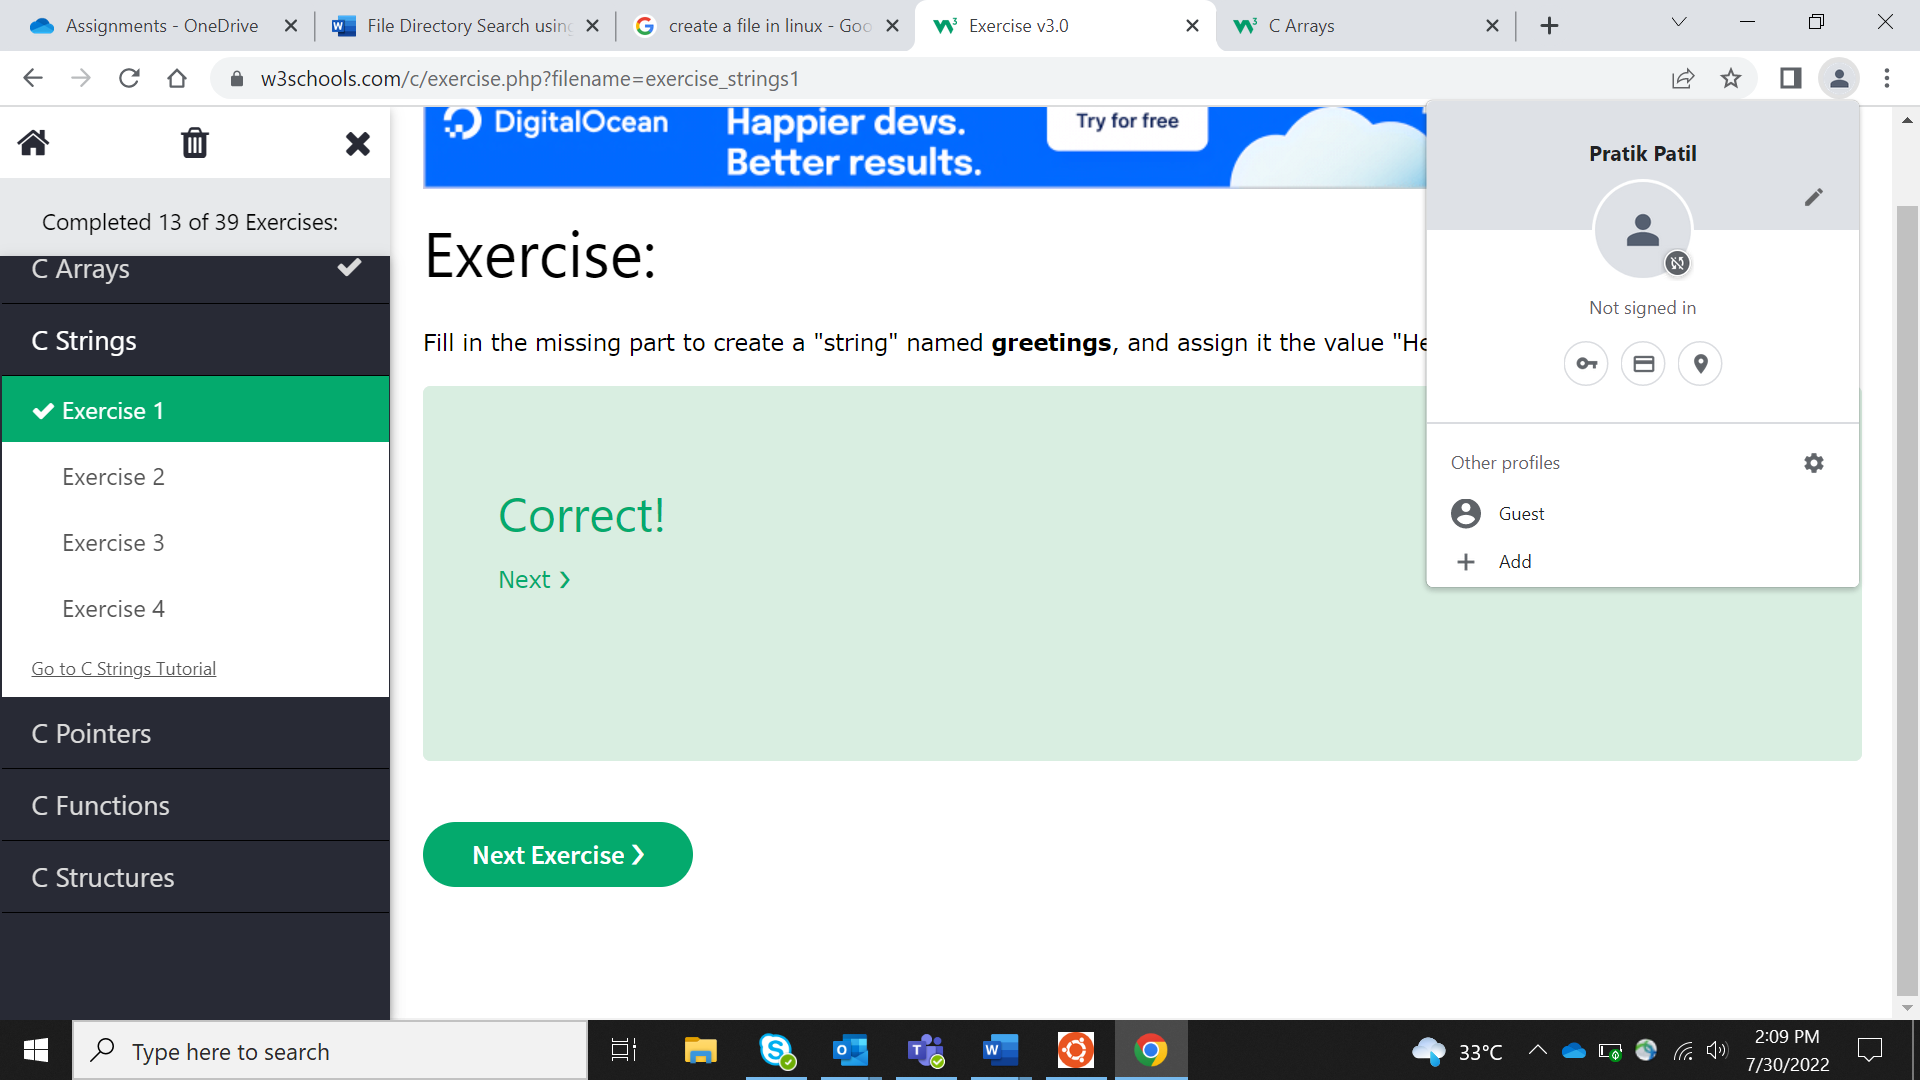 Assignments - OneDrive
File Directory Search using
create a file in linux - Goo
Exercise v3.0
C Arrays
w3schools.com/c/exercise.php?filename=exercise_strings1
DigitalOcean
Happier devs.
Better results.
Try for free
Completed 13 of 39 Exercises:
C Arrays
C Strings
Exercise 1
Exercise 2
Exercise 3
Exercise 4
Go to C Strings Tutorial
C Pointers
C Functions
C Structures
Exercise:
Fill in the missing part to create a "string" named greetings, and assign it the value "He
Correct!
Next ❯
Next Exercise ❯
Pratik Patil
Not signed in
Other profiles
Guest
Add
Type here to search
33°C
2:09 PM
7/30/2022